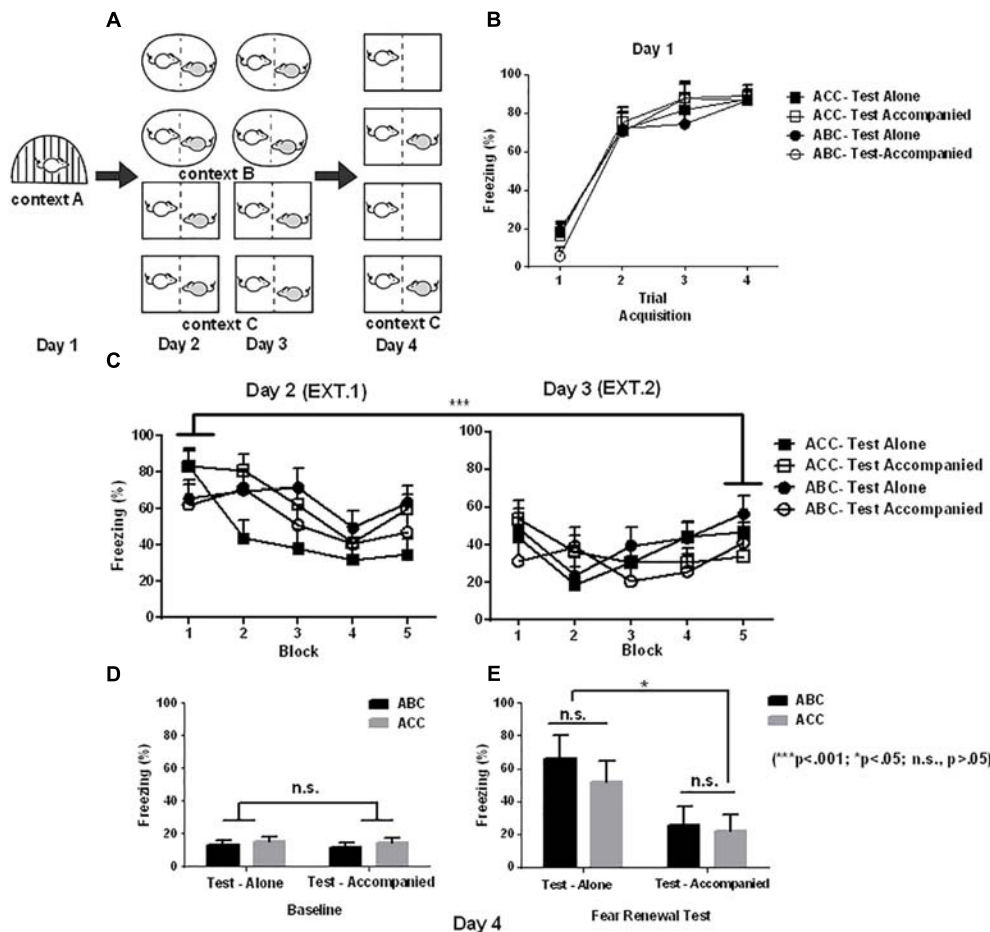 A
context A
context B
context C
context C
Day 1
Day 2
Day 3
Day 4
B
Day 1
Freezing (%)
100
80
60
40
20
0
1 2 3 4
Trial
Acquisition
ACC- Test Alone
ACC- Test Accompanied
ABC- Test Alone
ABC- Test-Accompanied
C
Day 2 (EXT.1)
Day 3 (EXT.2)
***
Freezing (%)
100
80
60
40
20
0
1 2 3 4 5
Block
100
80
60
40
20
0
1 2 3 4 5
Block
ACC- Test Alone
ACC- Test Accompanied
ABC- Test Alone
ABC- Test Accompanied
D
Freezing (%)
100
80
60
40
20
0
n.s.
ABC
ACC
Test - Alone
Test - Accompanied
Baseline
E
Freezing (%)
100
80
60
40
20
0
*
n.s.
n.s.
ABC
ACC
(***p<.001; *p<.05; n.s., p>.05)
Test - Alone
Test - Accompanied
Fear Renewal Test
Day 4